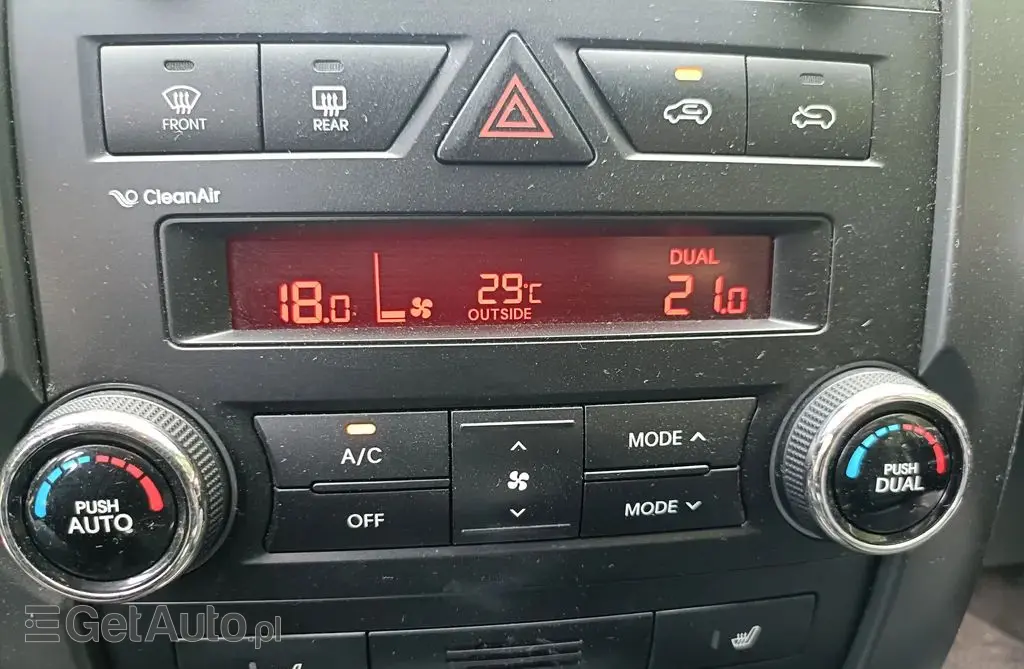 FRONT
REAR
CleanAir
DUAL
18.0
29°C
21.0
OUTSIDE
A/C
MODE
PUSH
AUTO
PUSH
DUAL
OFF
MODE
GetAuto.pl